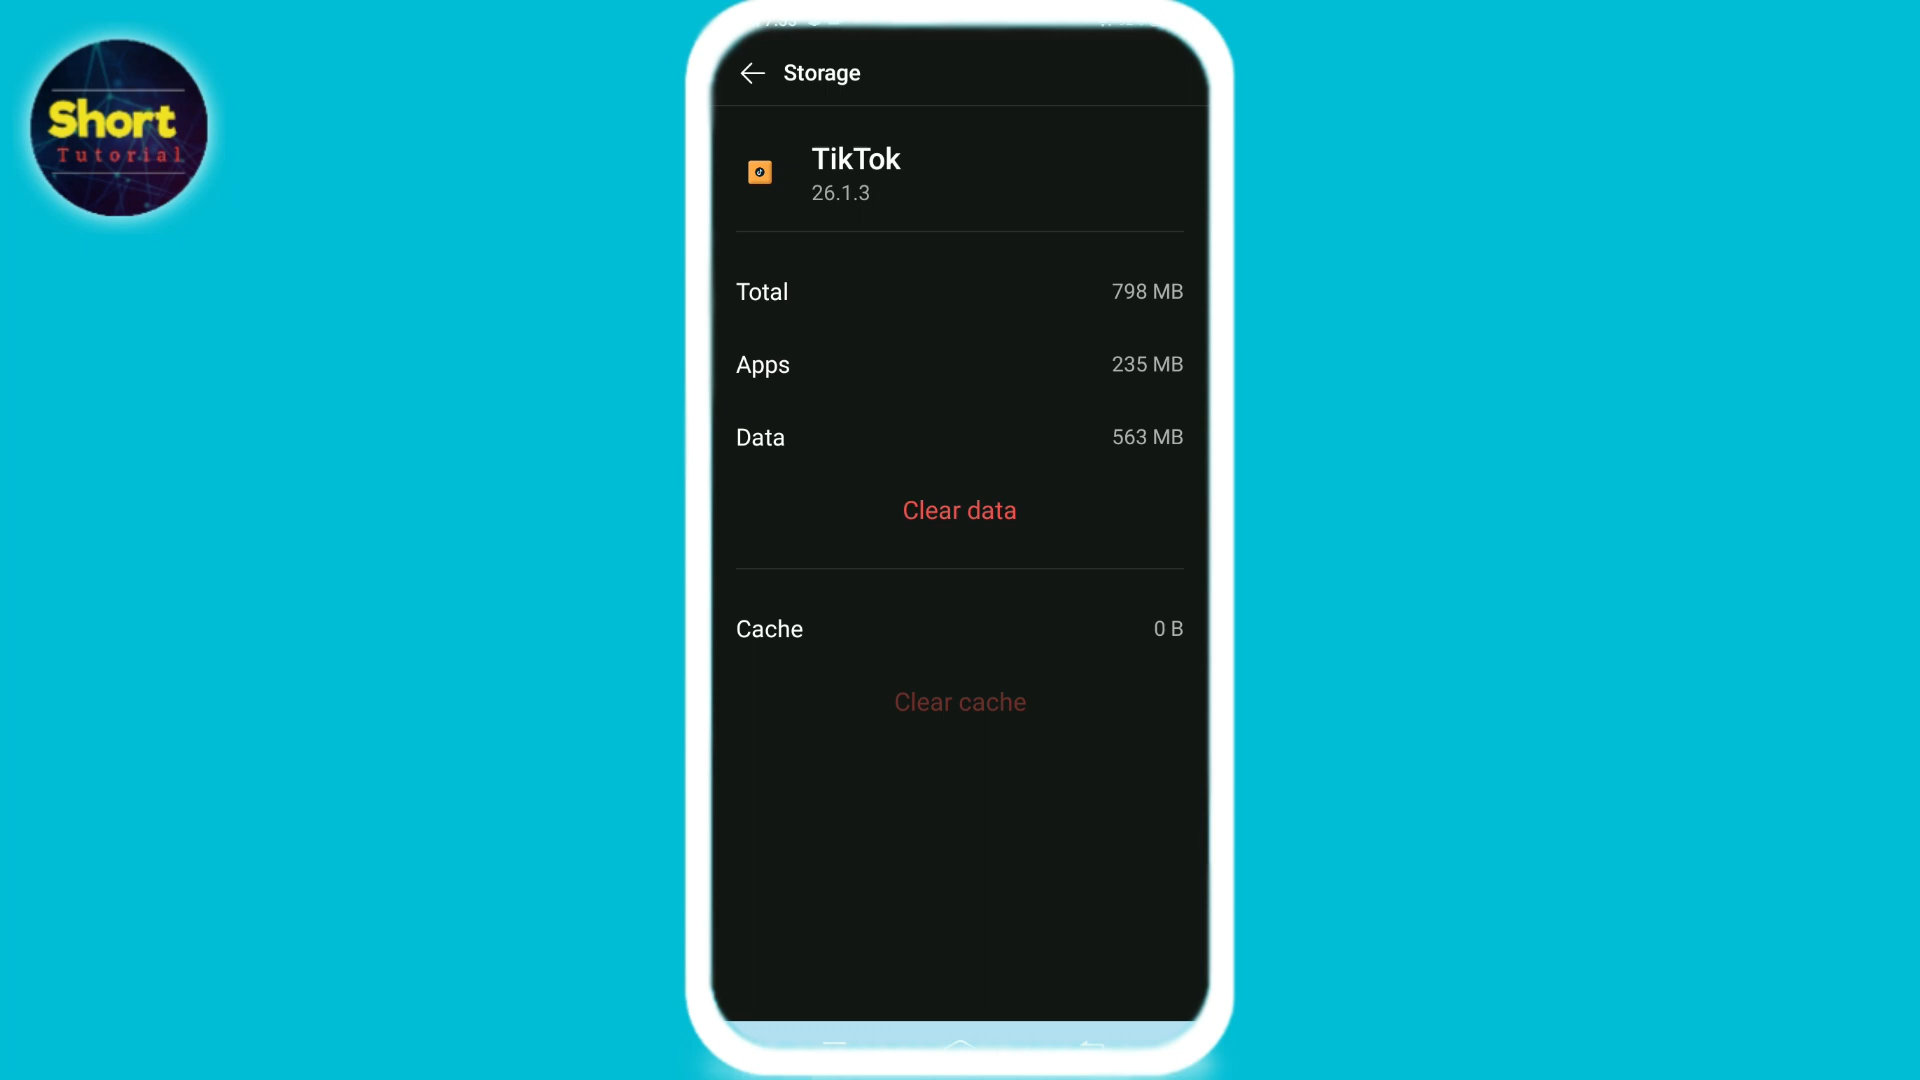 Short
Tutorial
Storage
TikTok
26.1.3
Total 798 MB
Apps 235 MB
Data 563 MB
Clear data
Cache 0 B
Clear cache